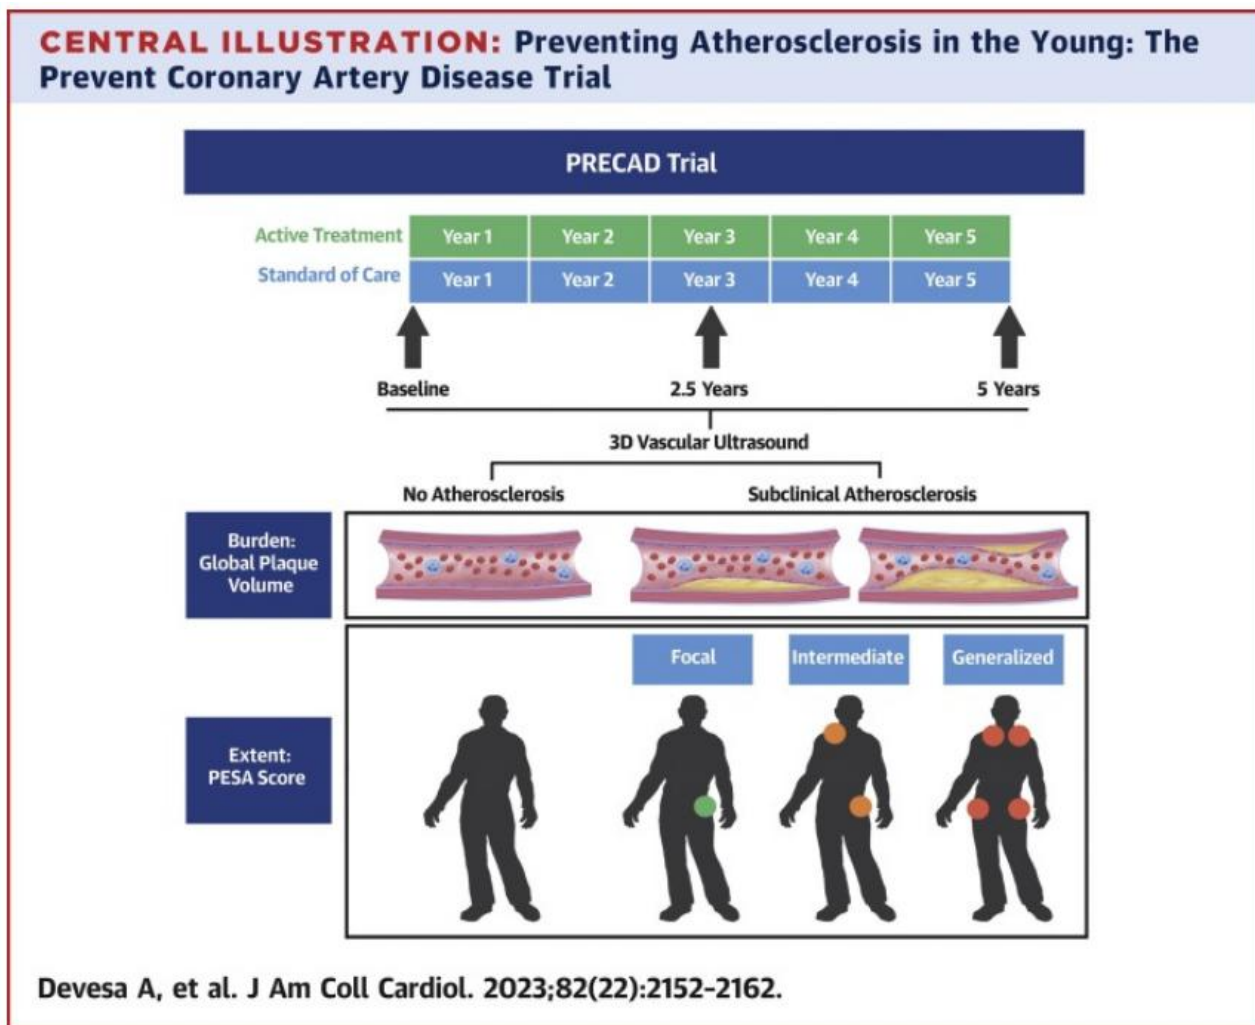 CENTRAL ILLUSTRATION: Preventing Atherosclerosis in the Young: The
Prevent Coronary Artery Disease Trial
PRECAD Trial
Active Treatment Year 1 Year 2 Year 3 Year 4 Year 5
Standard of Care Year 1 Year 2 Year 3 Year 4 Year 5
Baseline 2.5 Years 5 Years
3D Vascular Ultrasound
No Atherosclerosis Subclinical Atherosclerosis
Burden:
Global Plaque
Volume
Focal Intermediate Generalized
Extent:
PESA Score
Devesa A, et al. J Am Coll Cardiol. 2023;82(22):2152-2162.